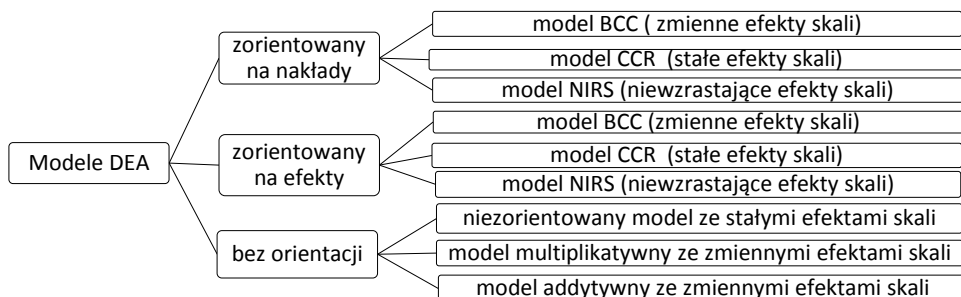 model BCC ( zmienne efekty skali)
zorientowany
na nakłady
model CCR (stałe efekty skali)
model NIRS (niewzrastające efekty skali)
model BCC (zmienne efekty skali)
Modele DEA
zorientowany
na efekty
model CCR (stałe efekty skali)
model NIRS (niewzrastające efekty skali)
niezorientowany model ze stałymi efektami skali
bez orientacji
model multiplikatywny ze zmiennymi efektami skali
model addytywny ze zmiennymi efektami skali